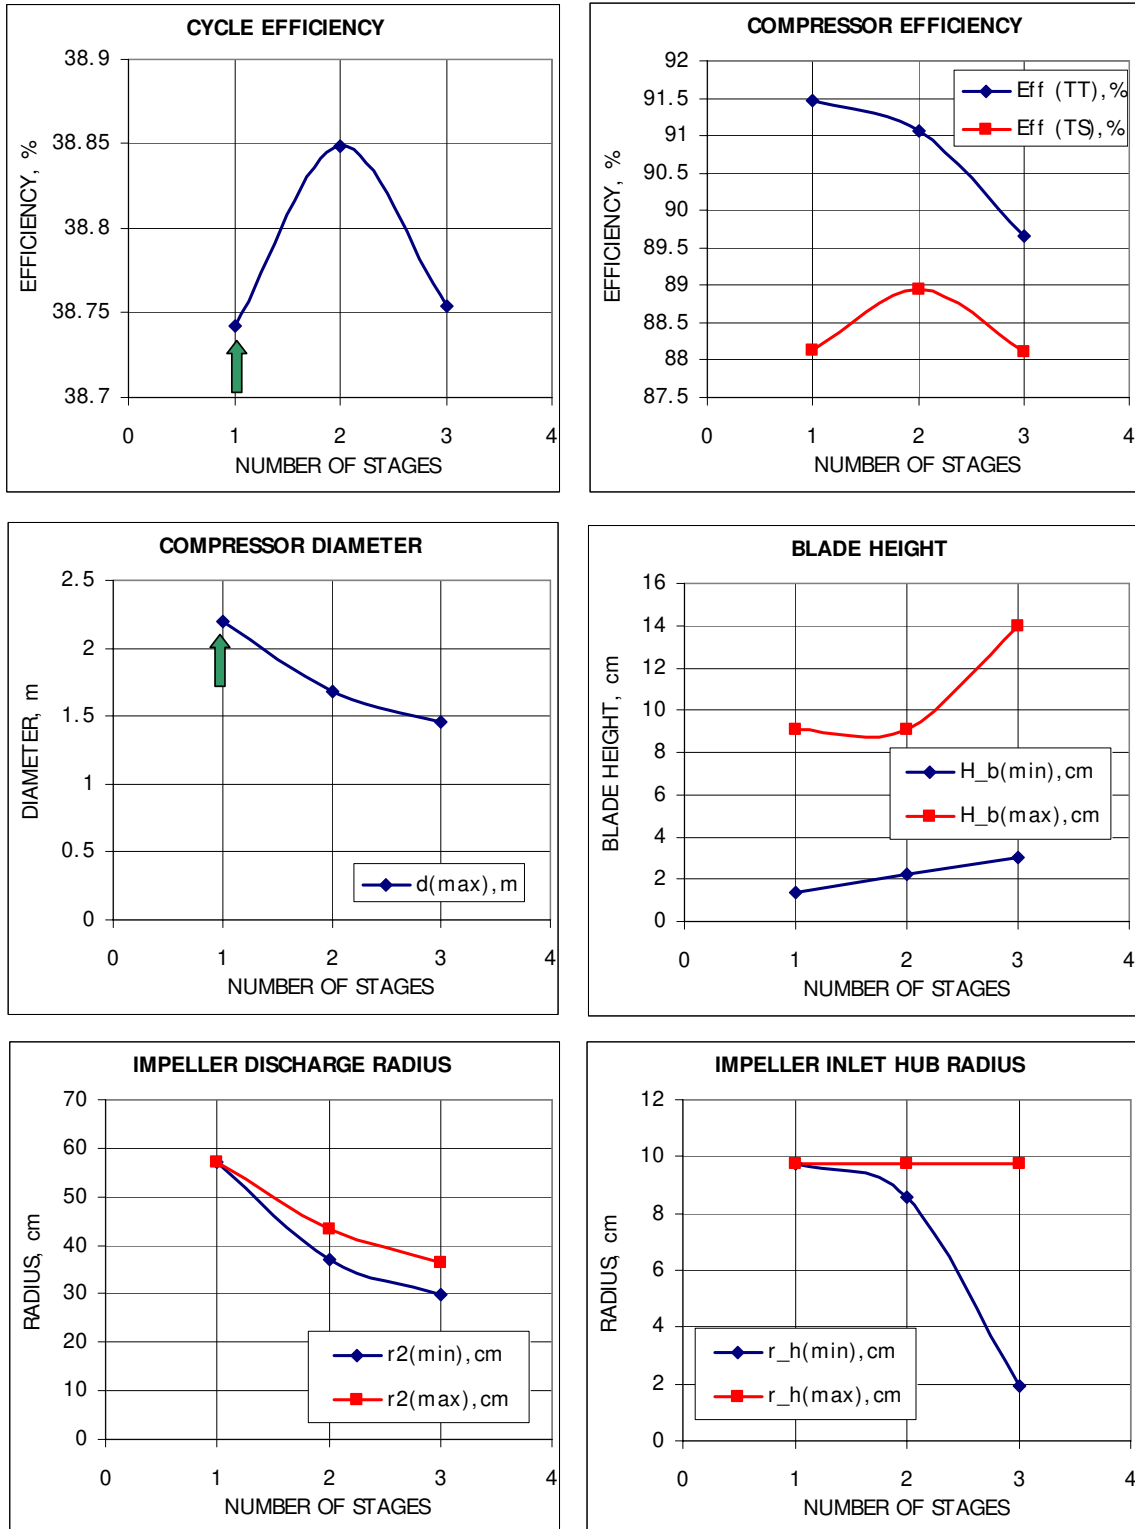 CYCLE EFFICIENCY
38.9
38.85
38.8
38.75
38.7
EFFICIENCY, %
0 1 2 3 4
NUMBER OF STAGES
COMPRESSOR EFFICIENCY
92
91.5
91
90.5
90
89.5
89
88.5
88
87.5
EFFICIENCY, %
Eff (TT), %
Eff (TS), %
0 1 2 3 4
NUMBER OF STAGES
COMPRESSOR DIAMETER
2.5
2
1.5
1
0.5
0
DIAMETER, m
d(max), m
0 1 2 3 4
NUMBER OF STAGES
BLADE HEIGHT
16
14
12
10
8
6
4
2
0
BLADE HEIGHT, cm
H_b(min), cm
H_b(max), cm
0 1 2 3 4
NUMBER OF STAGES
IMPELLER DISCHARGE RADIUS
70
60
50
40
30
20
10
0
RADIUS, cm
r2(min), cm
r2(max), cm
0 1 2 3 4
NUMBER OF STAGES
IMPELLER INLET HUB RADIUS
12
10
8
6
4
2
0
RADIUS, cm
r_h(min), cm
r_h(max), cm
0 1 2 3 4
NUMBER OF STAGES